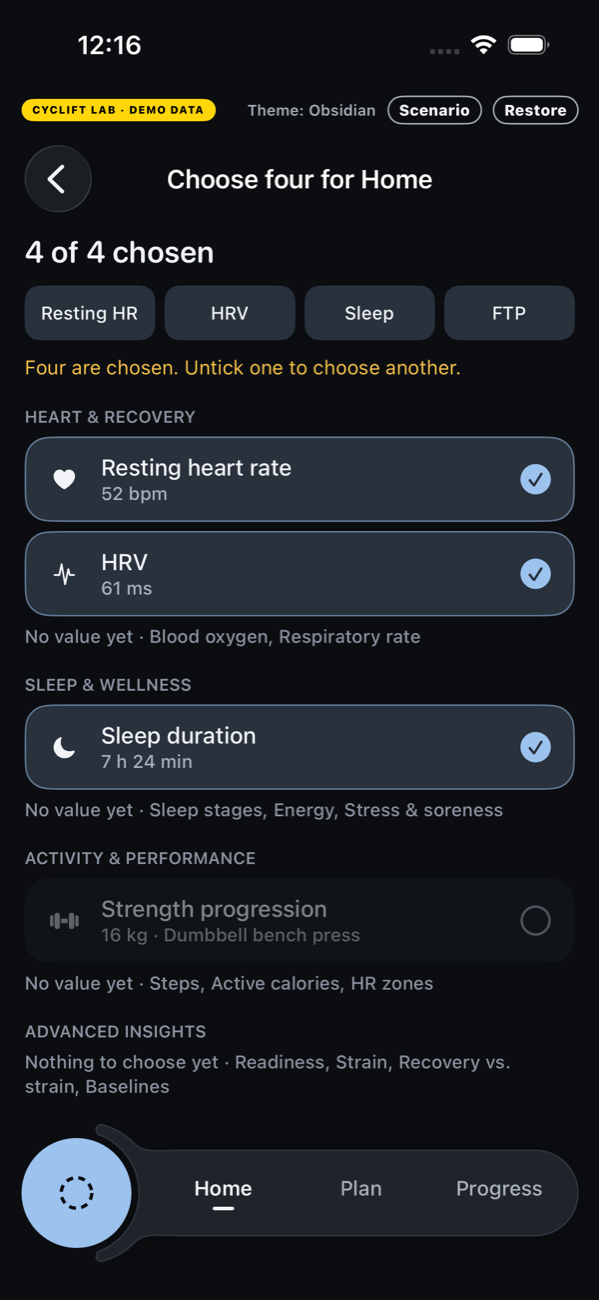 12:16
CYCLIFT LAB · DEMO DATA
Theme: Obsidian
Scenario
Restore
Choose four for Home
4 of 4 chosen
Resting HR
HRV
Sleep
FTP
Four are chosen. Untick one to choose another.
HEART & RECOVERY
Resting heart rate
52 bpm
HRV
61 ms
No value yet · Blood oxygen, Respiratory rate
SLEEP & WELLNESS
Sleep duration
7 h 24 min
No value yet · Sleep stages, Energy, Stress & soreness
ACTIVITY & PERFORMANCE
Strength progression
16 kg · Dumbbell bench press
No value yet · Steps, Active calories, HR zones
ADVANCED INSIGHTS
Nothing to choose yet · Readiness, Strain, Recovery vs.
strain, Baselines
Home
Plan
Progress